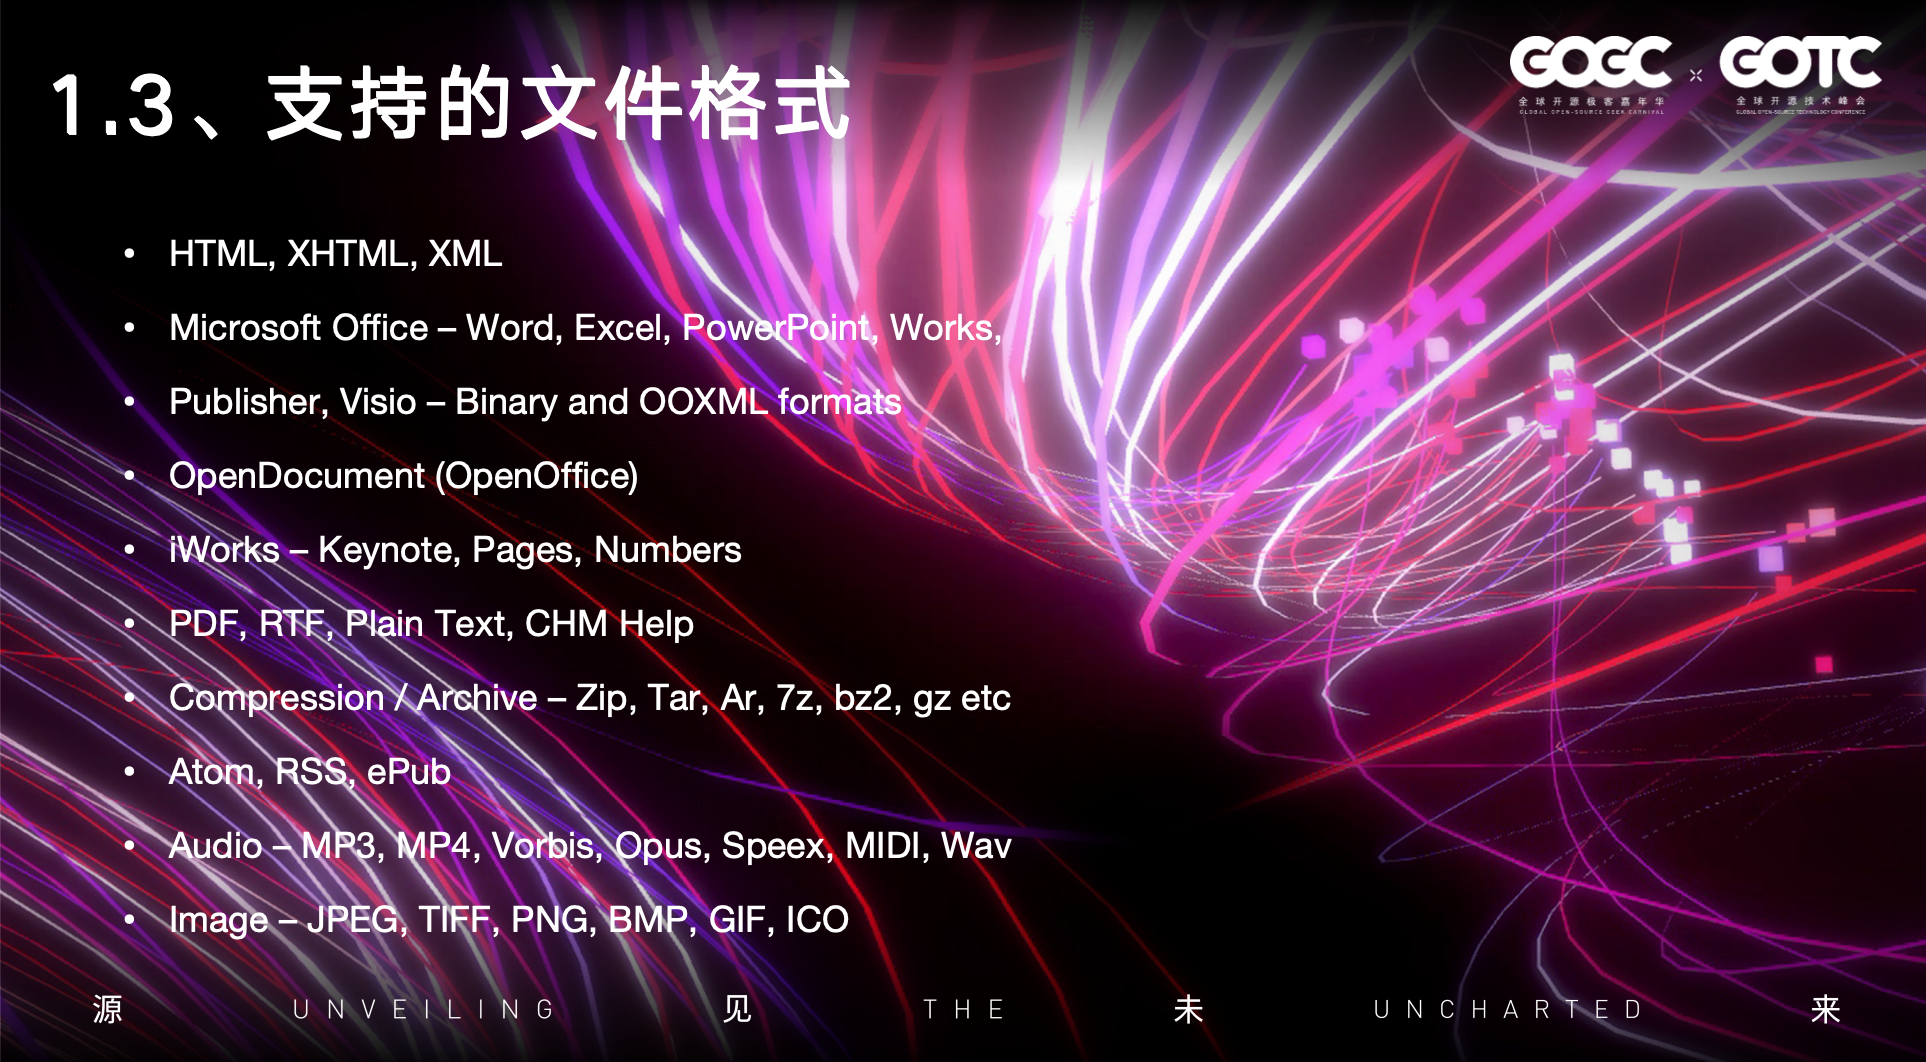 GOGC × GOTC
全球开源极客嘉年华 全球开源技术峰会
GLOBAL OPEN-SOURCE GEEK CARNIVAL GLOBAL OPEN-SOURCE TECHNOLOGY CONFERENCE
1.3、支持的文件格式
• HTML, XHTML, XML
• Microsoft Office – Word, Excel, PowerPoint, Works,
• Publisher, Visio – Binary and OOXML formats
• OpenDocument (OpenOffice)
• iWorks – Keynote, Pages, Numbers
• PDF, RTF, Plain Text, CHM Help
• Compression / Archive – Zip, Tar, Ar, 7z, bz2, gz etc
• Atom, RSS, ePub
• Audio – MP3, MP4, Vorbis, Opus, Speex, MIDI, Wav
• Image – JPEG, TIFF, PNG, BMP, GIF, ICO
源 UNVEILING 见 THE 未 UNCHARTED 来